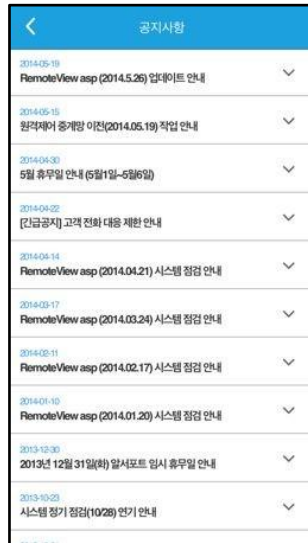 공지사항
2014-05-19
RemoteView asp (2014.5.26) 업데이트 안내
2014-05-15
원격제어 중계망 이전(2014.05.19) 작업 안내
2014-04-30
5월 휴무일 안내 (5월1일~5월6일)
2014-04-22
[긴급공지] 고객 전화 대응 제한 안내
2014-04-14
RemoteView asp (2014.04.21) 시스템 점검 안내
2014-03-17
RemoteView asp (2014.03.24) 시스템 점검 안내
2014-02-11
RemoteView asp (2014.02.17) 시스템 점검 안내
2014-01-10
RemoteView asp (2014.01.20) 시스템 점검 안내
2013-12-30
2013년 12월 31일(화) 알서포트 임시 휴무일 안내
2013-10-23
시스템 정기 점검(10/28) 연기 안내